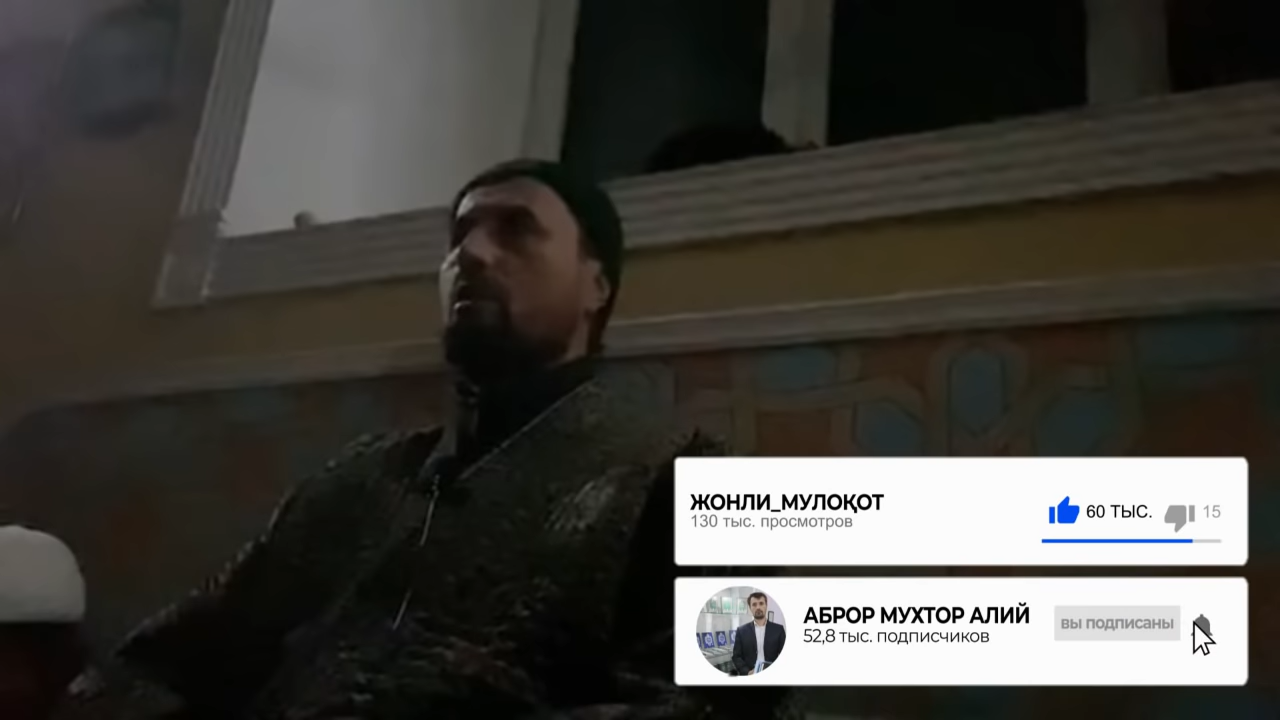 ЖОНЛИ_МУЛОҚОТ
130 тыс. просмотров
60 ТЫС.
15
АБРОР МУХТОР АЛИЙ
52,8 тыс. подписчиков
вы подписаны